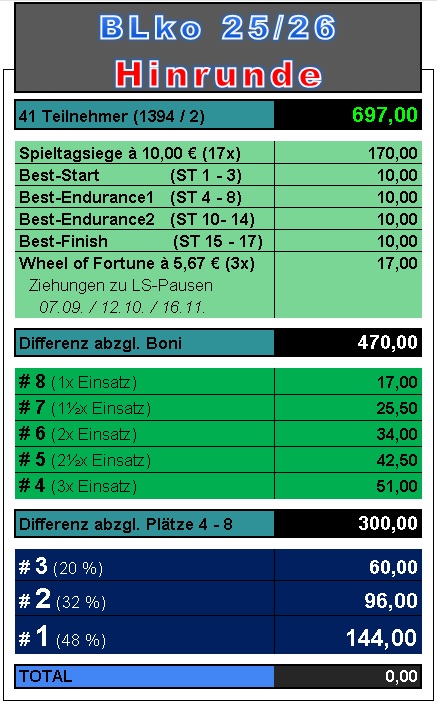 BLko 25/26
Hinrunde
41 Teilnehmer (1394 / 2) 697,00
Spieltagsiege à 10,00 € (17x) 170,00
Best-Start (ST 1 - 3) 10,00
Best-Endurance1 (ST 4 - 8) 10,00
Best-Endurance2 (ST 10- 14) 10,00
Best-Finish (ST 15 - 17) 10,00
Wheel of Fortune à 5,67 € (3x) 17,00
Ziehungen zu LS-Pausen
07.09. / 12.10. / 16.11.
Differenz abzgl. Boni 470,00
# 8 (1x Einsatz) 17,00
# 7 (1½x Einsatz) 25,50
# 6 (2x Einsatz) 34,00
# 5 (2½x Einsatz) 42,50
# 4 (3x Einsatz) 51,00
Differenz abzgl. Plätze 4 - 8 300,00
# 3 (20 %) 60,00
# 2 (32 %) 96,00
# 1 (48 %) 144,00
TOTAL 0,00